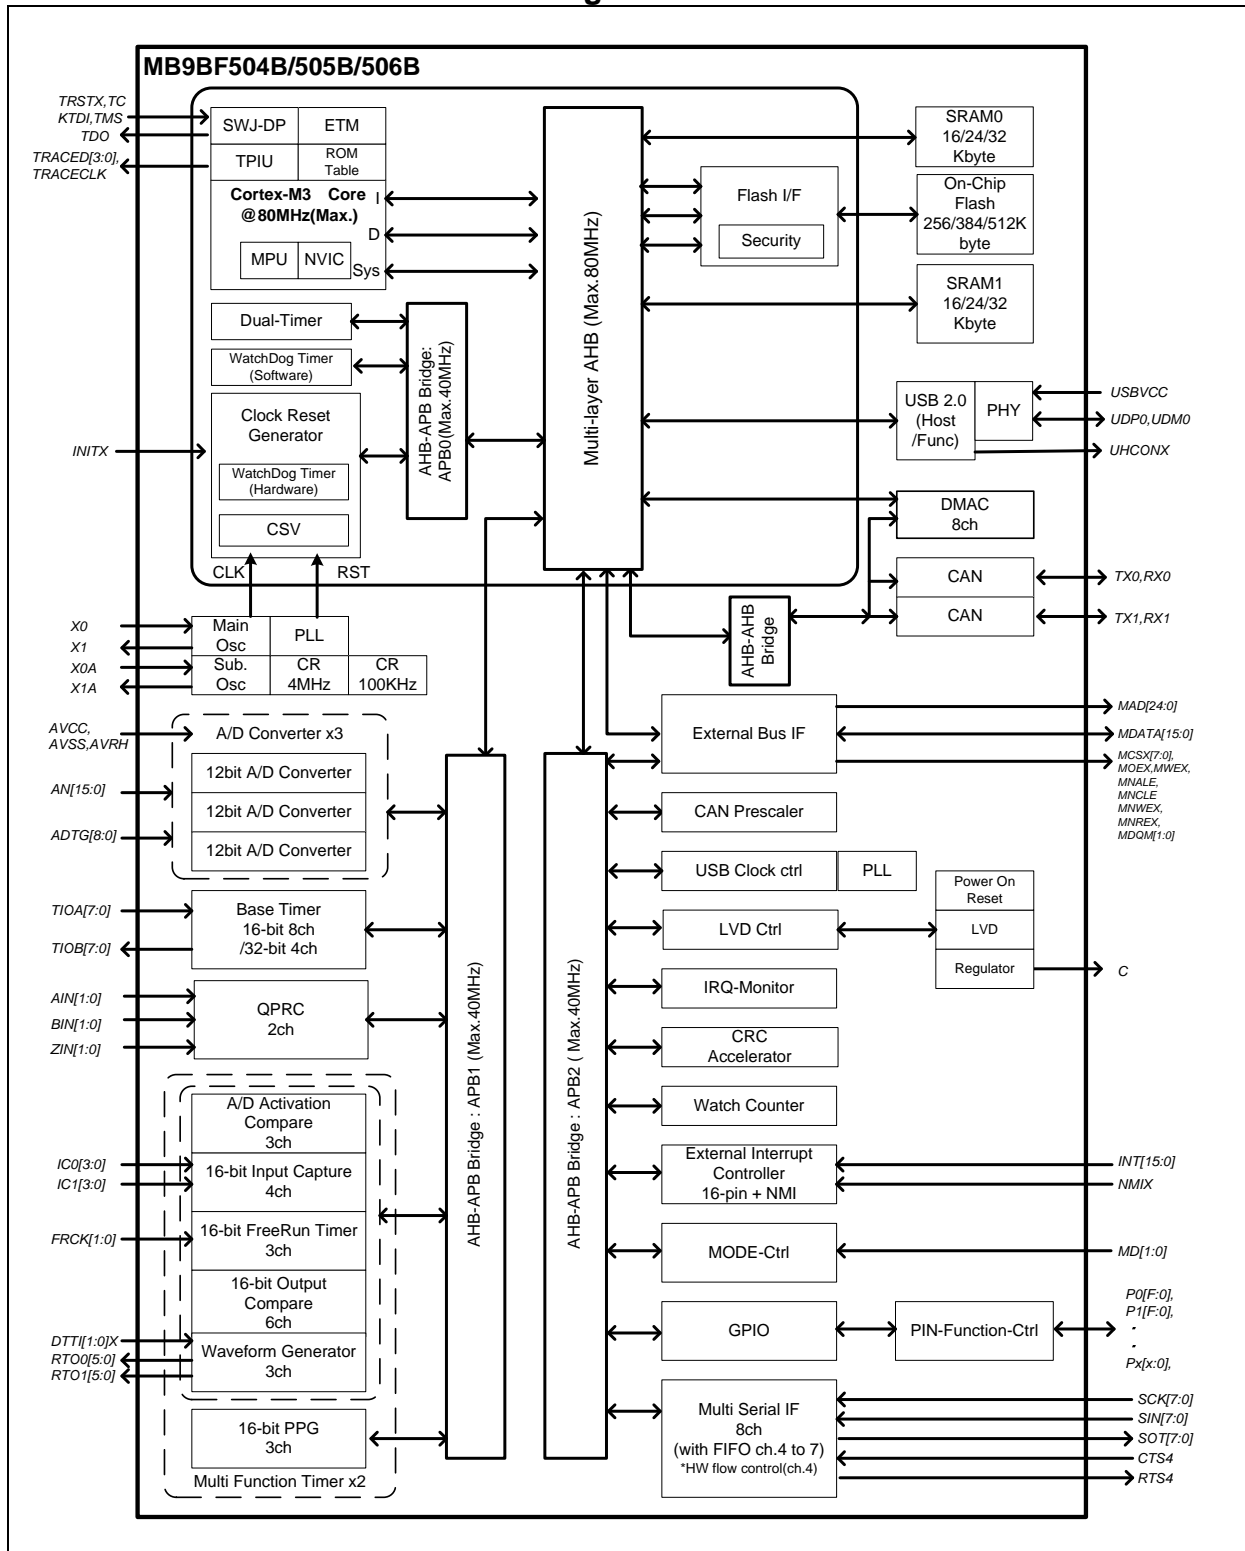 MB9BF504B/505B/506B
TRSTX,TC
KTDI,TMS
TDO
TRACED[3:0],
TRACECLK
SWJ-DP
ETM
TPIU
ROM
Table
Cortex-M3 Core
@80MHz(Max.)
I
D
Sys
MPU
NVIC
Dual-Timer
WatchDog Timer
(Software)
Clock Reset
Generator
WatchDog Timer
(Hardware)
CSV
INITX
CLK
RST
AHB-APB Bridge:
APB0(Max.40MHz)
Multi-layer AHB (Max.80MHz)
Flash I/F
Security
SRAM0
16/24/32
Kbyte
On-Chip
Flash
256/384/512K
byte
SRAM1
16/24/32
Kbyte
USB 2.0
(Host
/Func)
PHY
USBVCC
UDP0,UDM0
UHCONX
DMAC
8ch
CAN
TX0,RX0
CAN
TX1,RX1
AHB-AHB
Bridge
X0
X1
X0A
X1A
Main
Osc
PLL
Sub.
Osc
CR
4MHz
CR
100KHz
AVCC,
AVSS,AVRH
AN[15:0]
ADTG[8:0]
A/D Converter x3
12bit A/D Converter
12bit A/D Converter
12bit A/D Converter
TIOA[7:0]
TIOB[7:0]
Base Timer
16-bit 8ch
/32-bit 4ch
AIN[1:0]
BIN[1:0]
ZIN[1:0]
QPRC
2ch
A/D Activation
Compare
3ch
IC0[3:0]
IC1[3:0]
16-bit Input Capture
4ch
FRCK[1:0]
16-bit FreeRun Timer
3ch
16-bit Output
Compare
6ch
DTTI[1:0]X
RTO0[5:0]
RTO1[5:0]
Waveform Generator
3ch
16-bit PPG
3ch
Multi Function Timer x2
AHB-APB Bridge : APB1 (Max.40MHz)
AHB-APB Bridge : APB2 ( Max.40MHz)
External Bus IF
MAD[24:0]
MDATA[15:0]
MCSX[7:0],
MOEX,MWEX,
MNALE,
MNCLE
MNWEX,
MNREX,
MDQM[1:0]
CAN Prescaler
USB Clock ctrl
PLL
LVD Ctrl
Power On
Reset
LVD
Regulator
C
IRQ-Monitor
CRC
Accelerator
Watch Counter
External Interrupt
Controller
16-pin + NMI
INT[15:0]
NMIX
MODE-Ctrl
MD[1:0]
GPIO
PIN-Function-Ctrl
P0[F:0],
P1[F:0],
.
.
Px[x:0],
Multi Serial IF
8ch
(with FIFO ch.4 to 7)
*HW flow control(ch.4)
SCK[7:0]
SIN[7:0]
SOT[7:0]
CTS4
RTS4